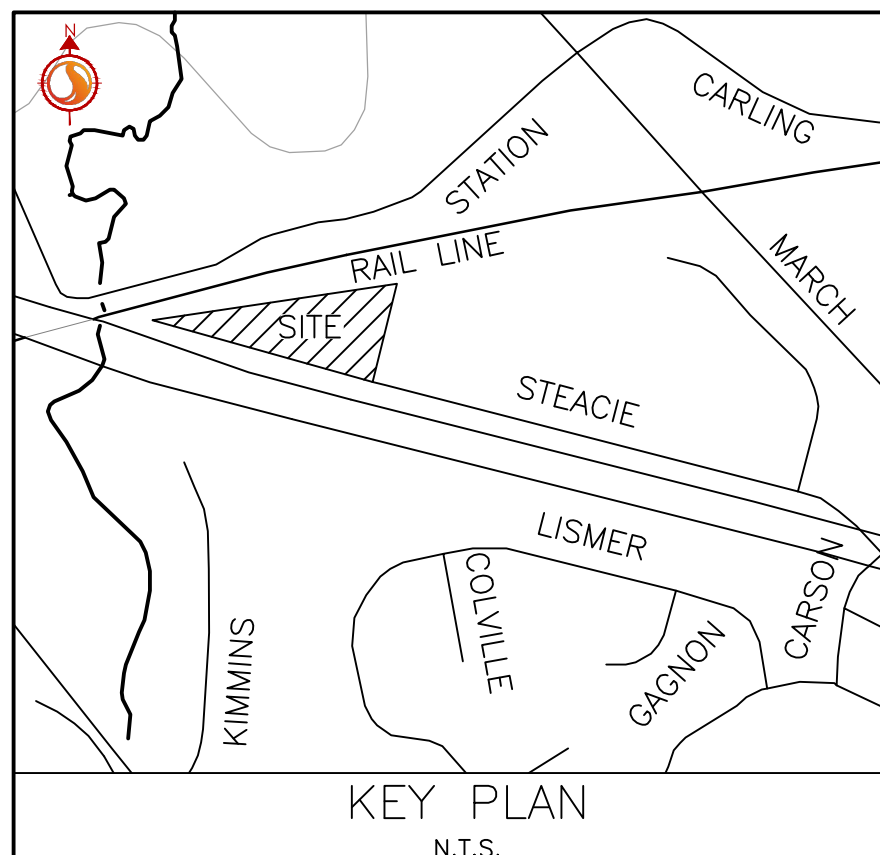 N
CARLING
STATION
RAIL LINE
MARCH
SITE
STEACIE
LISMER
COLVILLE
CARSON
KIMMINS
GAGNON
KEY PLAN
N.T.S.